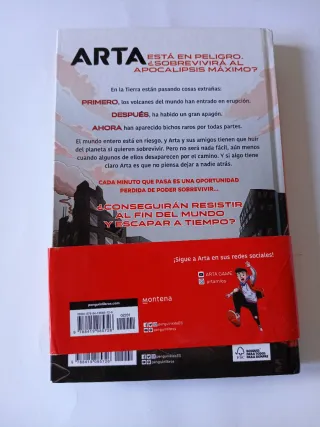 ARTA ESTÁ EN PELIGRO.
¿SOBREVIVIRÁ AL
APOCALIPSIS MÁXIMO?
En la Tierra están pasando cosas extrañas:
PRIMERO, los volcanes del mundo han entrado en erupción.
DESPUÉS, ha habido un gran apagón.
AHORA han aparecido bichos raros por todas partes.
El mundo entero está en riesgo, y Arta y sus amigos tienen que huir
del planeta si quieren sobrevivir. Pero no será nada fácil, aún menos
cuando algunos de ellos desaparecen por el camino. Y si algo tiene
claro Arta es que no piensa dejar a nadie atrás.
CADA MINUTO QUE PASA ES UNA OPORTUNIDAD
PERDIDA DE PODER SOBREVIVIR...
¿CONSEGUIRÁN RESISTIR
AL FIN DEL MUNDO
Y ESCAPAR A TIEMPO?
¡Sigue a Arta en sus redes sociales!
ARTA GAME
montena
penguinlibros.com
penguinlibros
penguinlibros
FSC